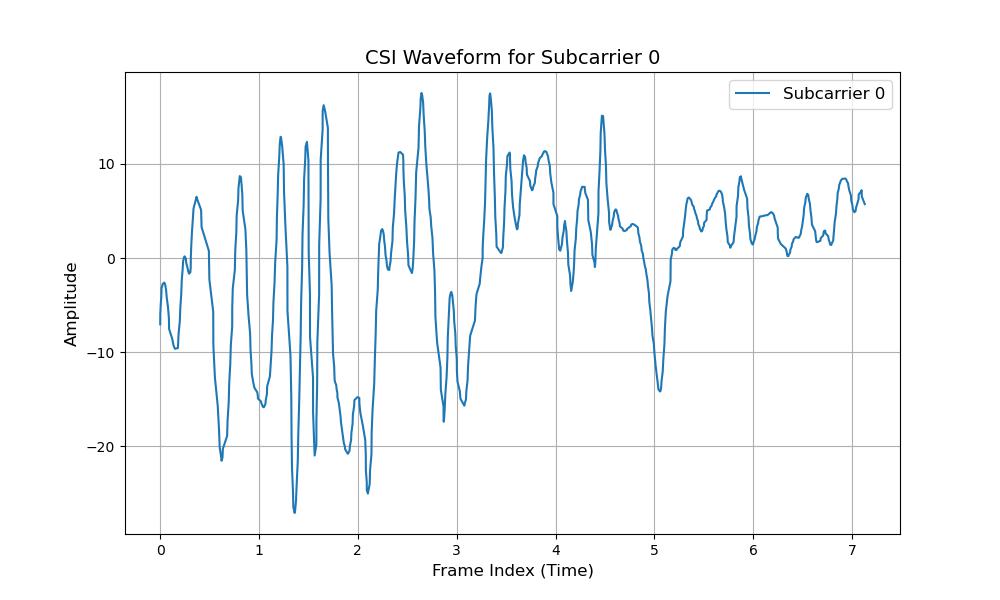 CSI Waveform for Subcarrier 0
Subcarrier 0
Amplitude
10
0
−10
−20
0 1 2 3 4 5 6 7
Frame Index (Time)